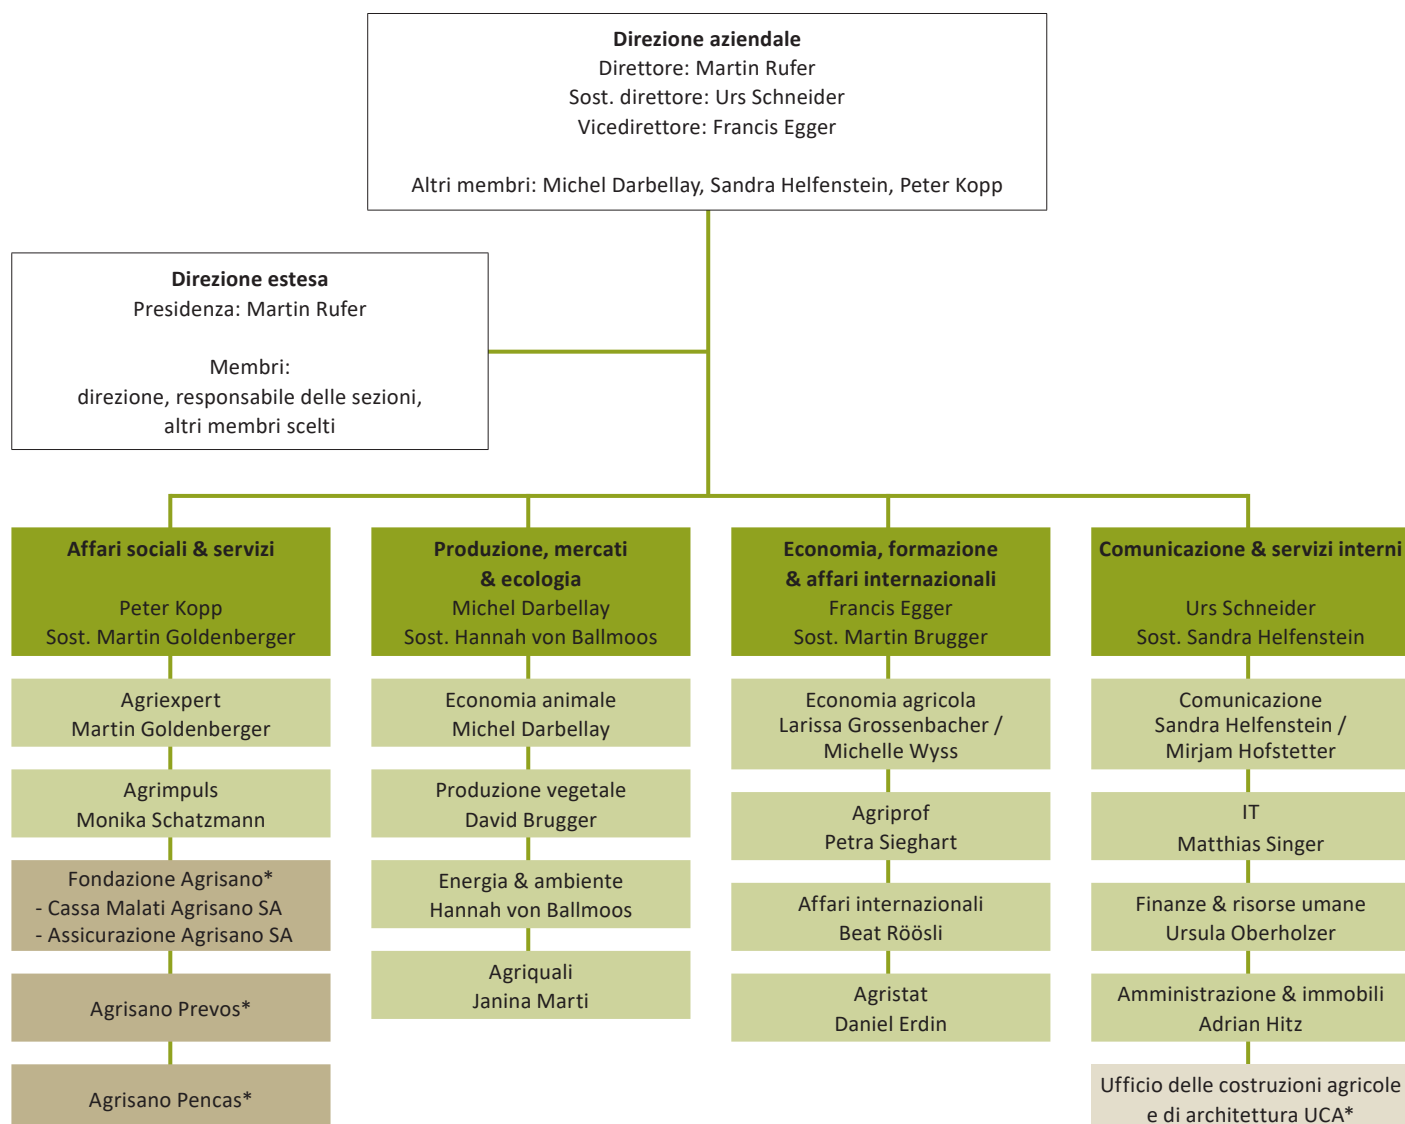 Direzione aziendale
Direttore: Martin Rufer
Sost. direttore: Urs Schneider
Vicedirettore: Francis Egger
Altri membri: Michel Darbellay, Sandra Helfenstein, Peter Kopp
Direzione estesa
Presidenza: Martin Rufer
Membri:
direzione, responsabile delle sezioni,
altri membri scelti
Affari sociali & servizi
Peter Kopp
Sost. Martin Goldenberger
Agriexpert
Martin Goldenberger
Agrimpuls
Monika Schatzmann
Fondazione Agrisano*
- Cassa Malati Agrisano SA
- Assicurazione Agrisano SA
Agrisano Prevos*
Agrisano Pencas*
Produzione, mercati
& ecologia
Michel Darbellay
Sost. Hannah von Ballmoos
Economia animale
Michel Darbellay
Produzione vegetale
David Brugger
Energia & ambiente
Hannah von Ballmoos
Agriquali
Janina Marti
Economia, formazione
& affari internazionali
Francis Egger
Sost. Martin Brugger
Economia agricola
Larissa Grossenbacher /
Michelle Wyss
Agriprof
Petra Sieghart
Affari internazionali
Beat Röösli
Agristat
Daniel Erdin
Comunicazione & servizi interni
Urs Schneider
Sost. Sandra Helfenstein
Comunicazione
Sandra Helfenstein /
Mirjam Hofstetter
IT
Matthias Singer
Finanze & risorse umane
Ursula Oberholzer
Amministrazione & immobili
Adrian Hitz
Ufficio delle costruzioni agricole
e di architettura UCA*